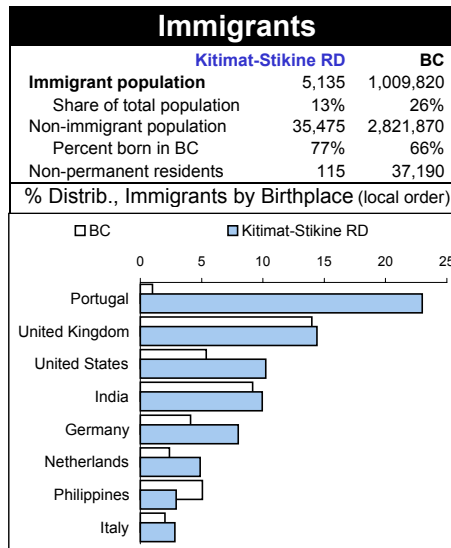 Immigrants
Kitimat-Stikine RD BC
Immigrant population 5,135 1,009,820
Share of total population 13% 26%
Non-immigrant population 35,475 2,821,870
Percent born in BC 77% 66%
Non-permanent residents 115 37,190
% Distrib., Immigrants by Birthplace (local order)
BC Kitimat-Stikine RD
0 5 10 15 20 25
Portugal
United Kingdom
United States
India
Germany
Netherlands
Philippines
Italy